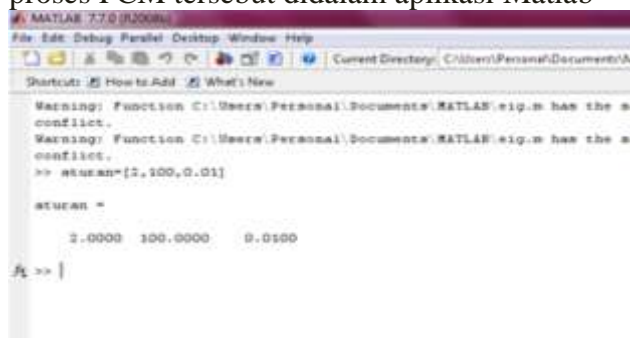 proses FCM tersebut didalam aplikasi Matlab
MATLAB 7.7.0 (R2008b)
File Edit Debug Parallel Desktop Window Help
Current Directory: C:\Users\Personal\Documents\
Shortcuts How to Add What's New
Warning: Function C:\Users\Personal\Documents\MATLAB\eig.m has the
conflict.
Warning: Function C:\Users\Personal\Documents\MATLAB\eig.m has the
conflict.
>> aturan=[2,100,0.01]
aturan =
2.0000 100.0000 0.0100
fx >>